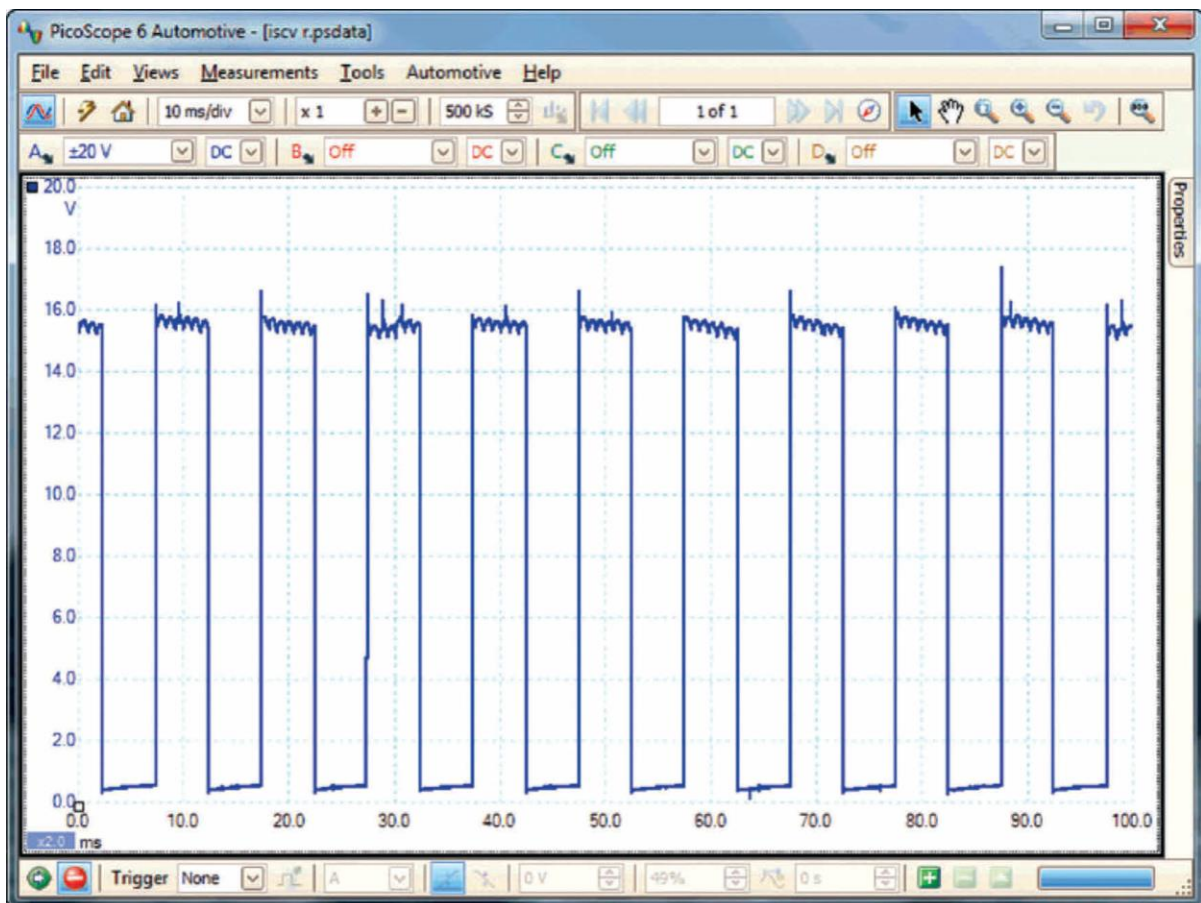 PicoScope 6 Automotive - [iscv r.psdata]
File Edit Views Measurements Tools Automotive Help
10 ms/div x 1 500 kS 1 of 1
A ±20 V DC B Off DC C Off DC D Off DC
20.0
V
18.0
16.0
14.0
12.0
10.0
8.0
6.0
4.0
2.0
0.0
0.0 10.0 20.0 30.0 40.0 50.0 60.0 70.0 80.0 90.0 100.0
x2.0 ms
Properties
Trigger None A 0 V 49% 0 s